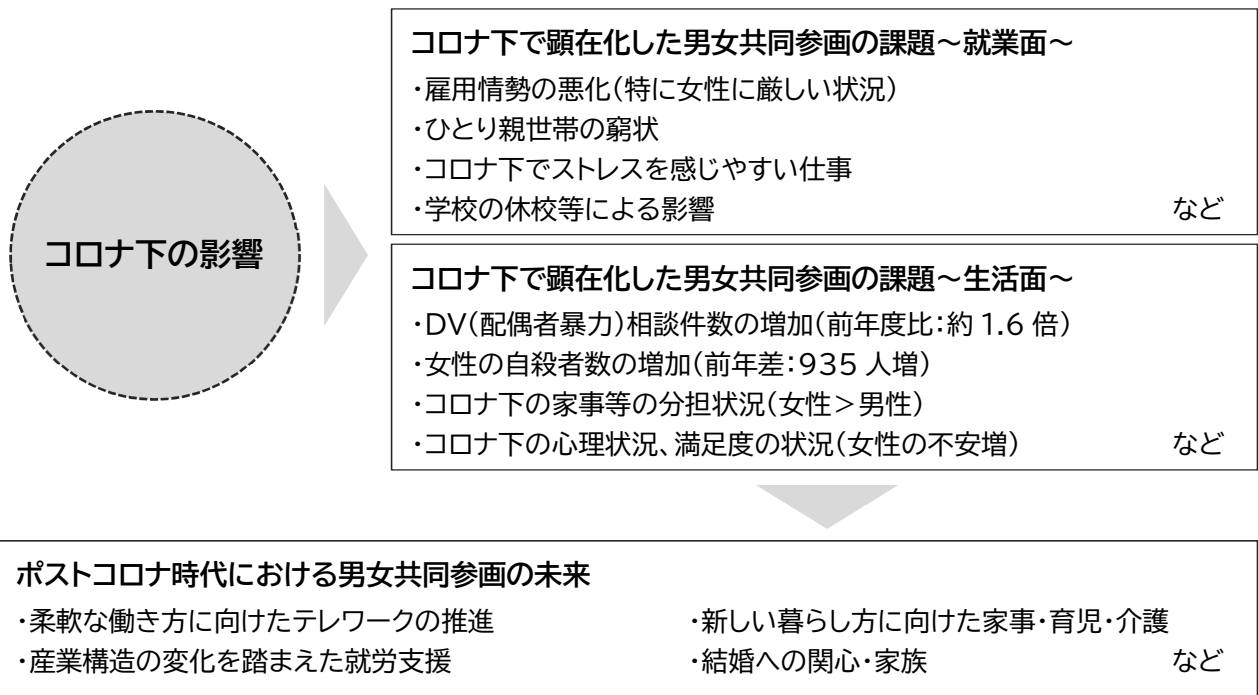 コロナ下の影響
コロナ下で顕在化した男女共同参画の課題～就業面～
・雇用情勢の悪化（特に女性に厳しい状況）
・ひとり親世帯の窮状
・コロナ下でストレスを感じやすい仕事
・学校の休校等による影響 など
コロナ下で顕在化した男女共同参画の課題～生活面～
・DV（配偶者暴力）相談件数の増加（前年度比：約 1.6 倍）
・女性の自殺者数の増加（前年差：935 人増）
・コロナ下の家事等の分担状況（女性＞男性）
・コロナ下の心理状況、満足度の状況（女性の不安増） など
ポストコロナ時代における男女共同参画の未来
・柔軟な働き方に向けたテレワークの推進 ・新しい暮らし方に向けた家事・育児・介護
・産業構造の変化を踏まえた就労支援 ・結婚への関心・家族 など